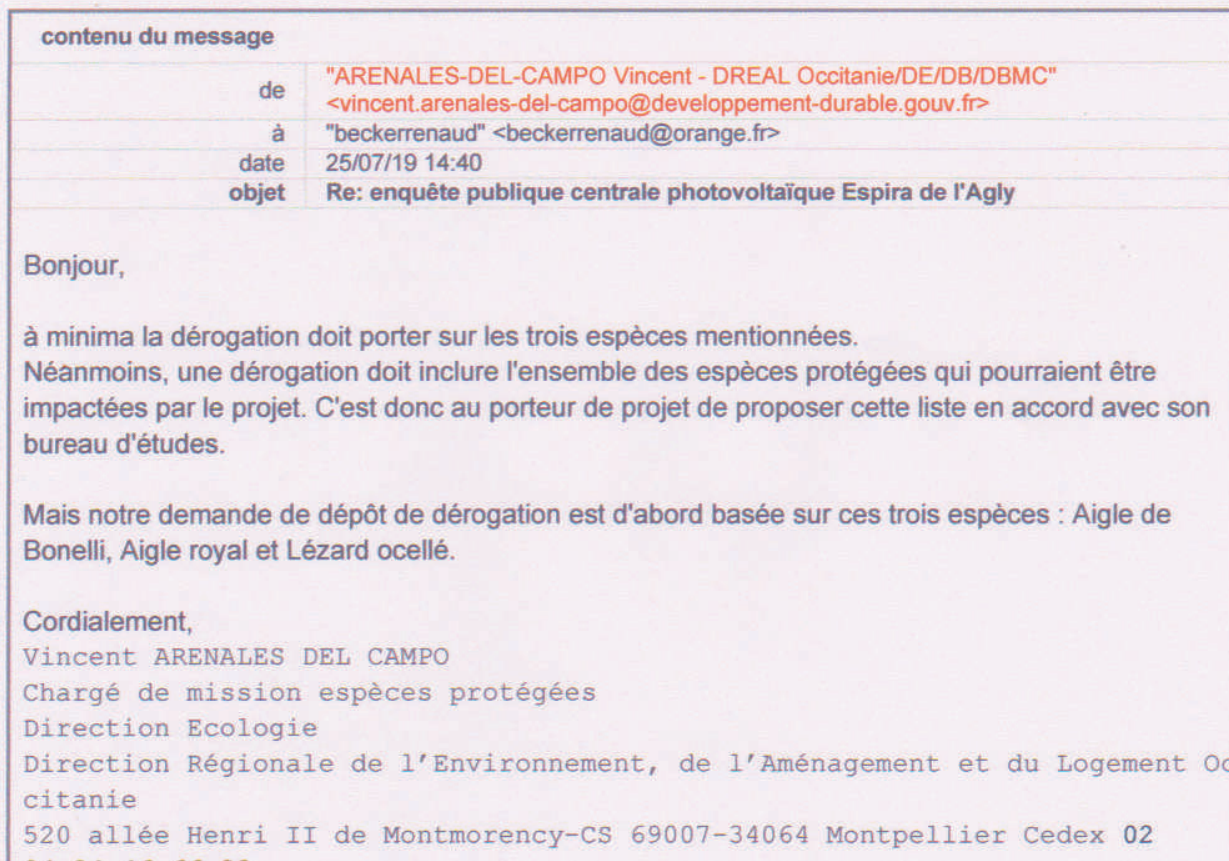 contenu du message
de "ARENALES-DEL-CAMPO Vincent - DREAL Occitanie/DE/DB/DBMC"
<vincent.arenales-del-campo@developpement-durable.gouv.fr>
à "beckerrenaud" <beckerrenaud@orange.fr>
date 25/07/19 14:40
objet Re: enquête publique centrale photovoltaïque Espira de l'Agly
Bonjour,
à minima la dérogation doit porter sur les trois espèces mentionnées.
Néanmoins, une dérogation doit inclure l'ensemble des espèces protégées qui pourraient être
impactées par le projet. C'est donc au porteur de projet de proposer cette liste en accord avec son
bureau d'études.
Mais notre demande de dépôt de dérogation est d'abord basée sur ces trois espèces : Aigle de
Bonelli, Aigle royal et Lézard ocellé.
Cordialement,
Vincent ARENALES DEL CAMPO
Chargé de mission espèces protégées
Direction Ecologie
Direction Régionale de l'Environnement, de l'Aménagement et du Logement Oc
citanie
520 allée Henri II de Montmorency-CS 69007-34064 Montpellier Cedex 02